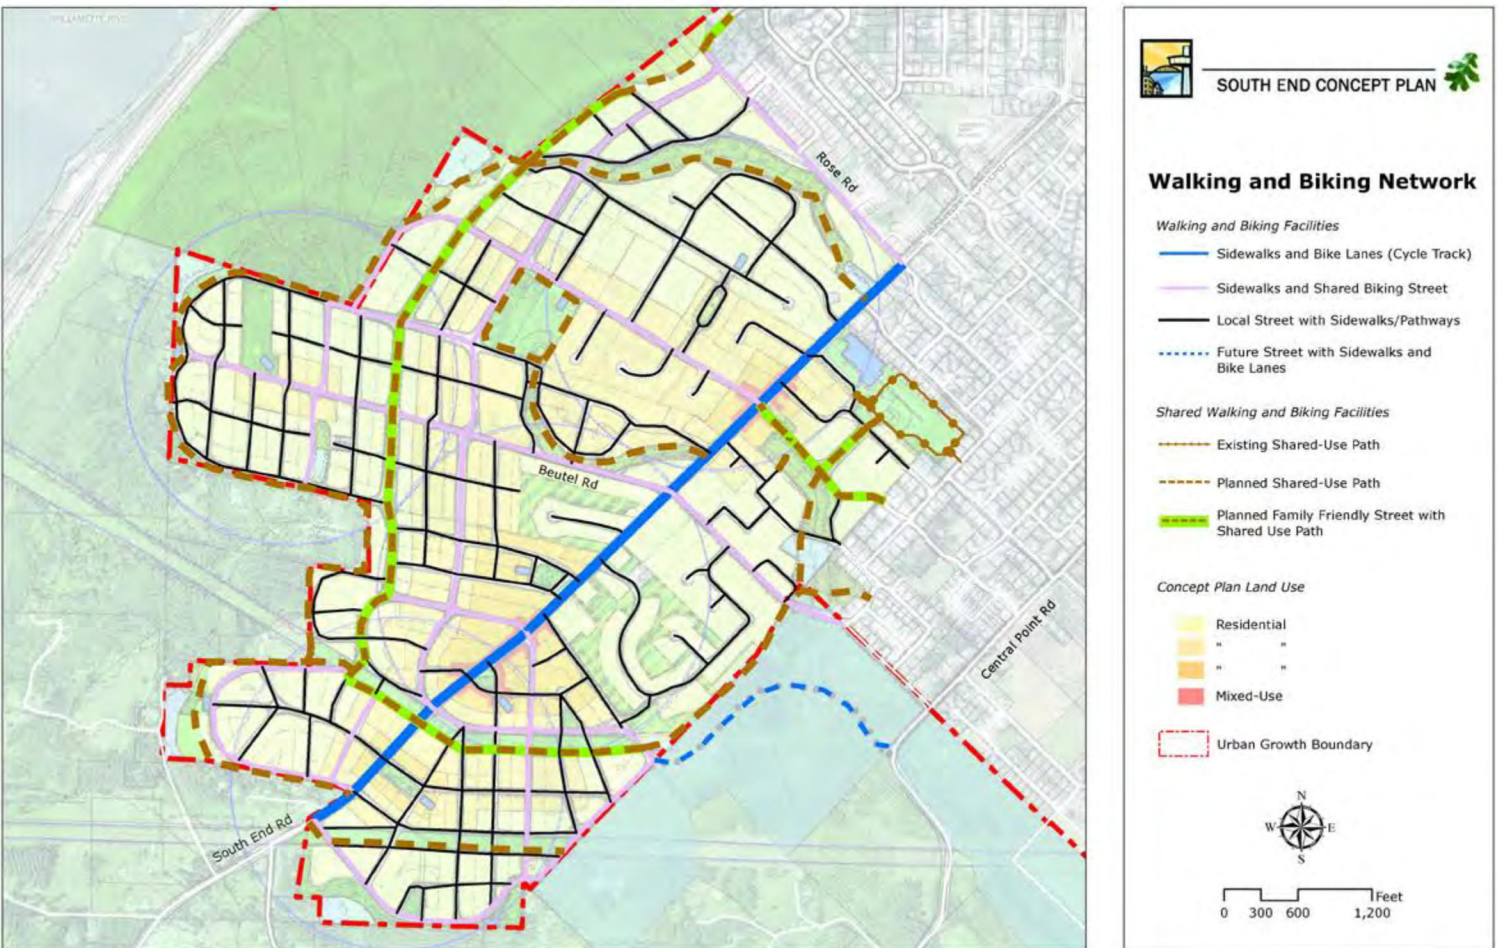 WILLAMETTE RIVER
Rose Rd
Beutel Rd
Central Point Rd
South End Rd
SOUTH END CONCEPT PLAN
Walking and Biking Network
Walking and Biking Facilities
Sidewalks and Bike Lanes (Cycle Track)
Sidewalks and Shared Biking Street
Local Street with Sidewalks/Pathways
Future Street with Sidewalks and
Bike Lanes
Shared Walking and Biking Facilities
Existing Shared-Use Path
Planned Shared-Use Path
Planned Family Friendly Street with
Shared Use Path
Concept Plan Land Use
Residential
" "
" "
Mixed-Use
Urban Growth Boundary
N
W E
S
Feet
0 300 600 1,200